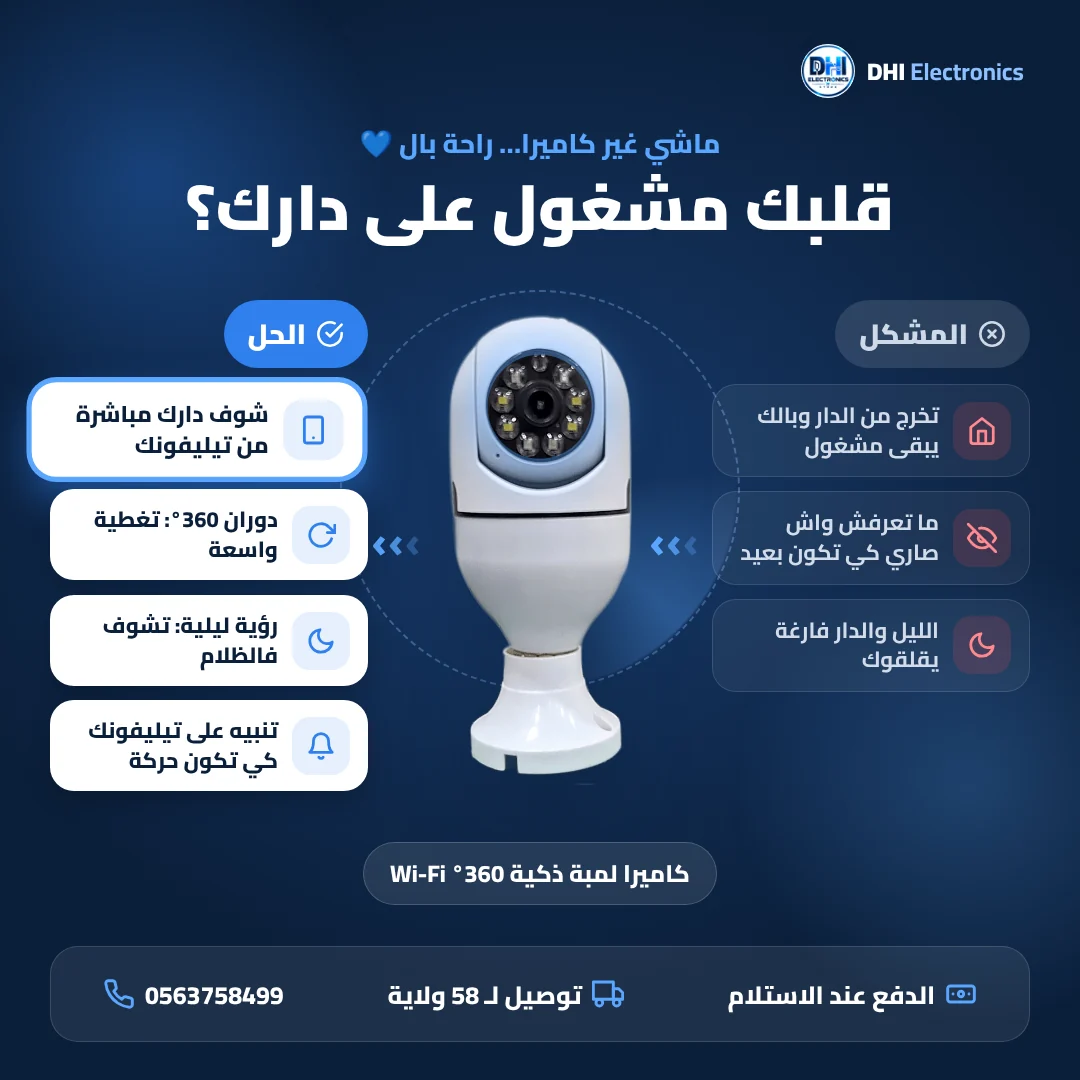 DHI
ELECTRONICS
DHI Electronics
ماشي غير كاميرا... راحة بال 💙
قلبك مشغول على دارك؟
المشكل
تخرج من الدار وبالك
يبقى مشغول
ما تعرفش واش
صاري كي تكون بعيد
الليل والدار فارغة
يقلقوك
الحل
شوف دارك مباشرة
من تيليفونك
دوران 360°: تغطية
واسعة
رؤية ليلية: تشوف
فالظلام
تنبيه على تيليفونك
كي تكون حركة
كاميرا لمبة ذكية 360° Wi-Fi
الدفع عند الاستلام
توصيل لـ 58 ولاية
0563758499